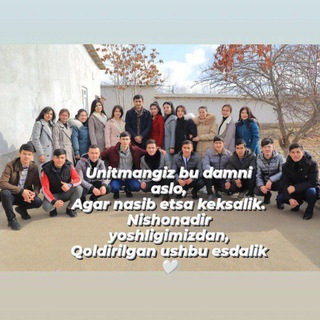 Unitmangiz bu damni
aslo,
Agar nasib etsa keksalik.
Nishonadir
yoshligimizdan,
Qoldirilgan ushbu esdalik
🤍